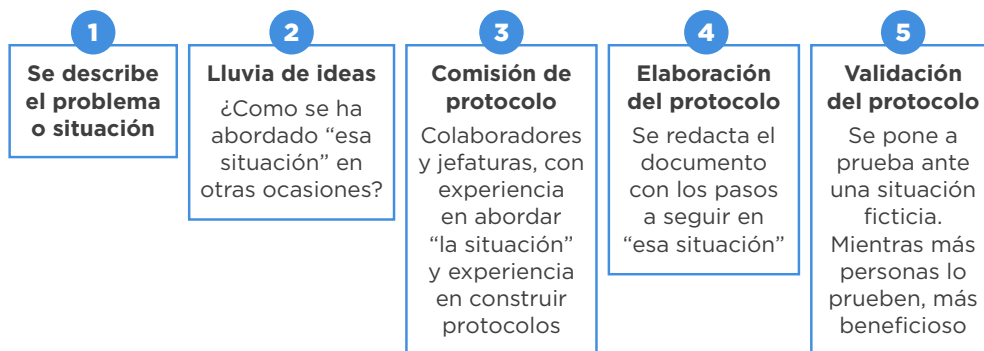 1
Se describe
el problema
o situación
2
Lluvia de ideas
¿Como se ha
abordado “esa
situación” en
otras ocasiones?
3
Comisión de
protocolo
Colaboradores
y jefaturas, con
experiencia
en abordar
“la situación”
y experiencia
en construir
protocolos
4
Elaboración
del protocolo
Se redacta el
documento
con los pasos
a seguir en
“esa situación”
5
Validación
del protocolo
Se pone a
prueba ante
una situación
ficticia.
Mientras más
personas lo
prueben, más
beneficioso